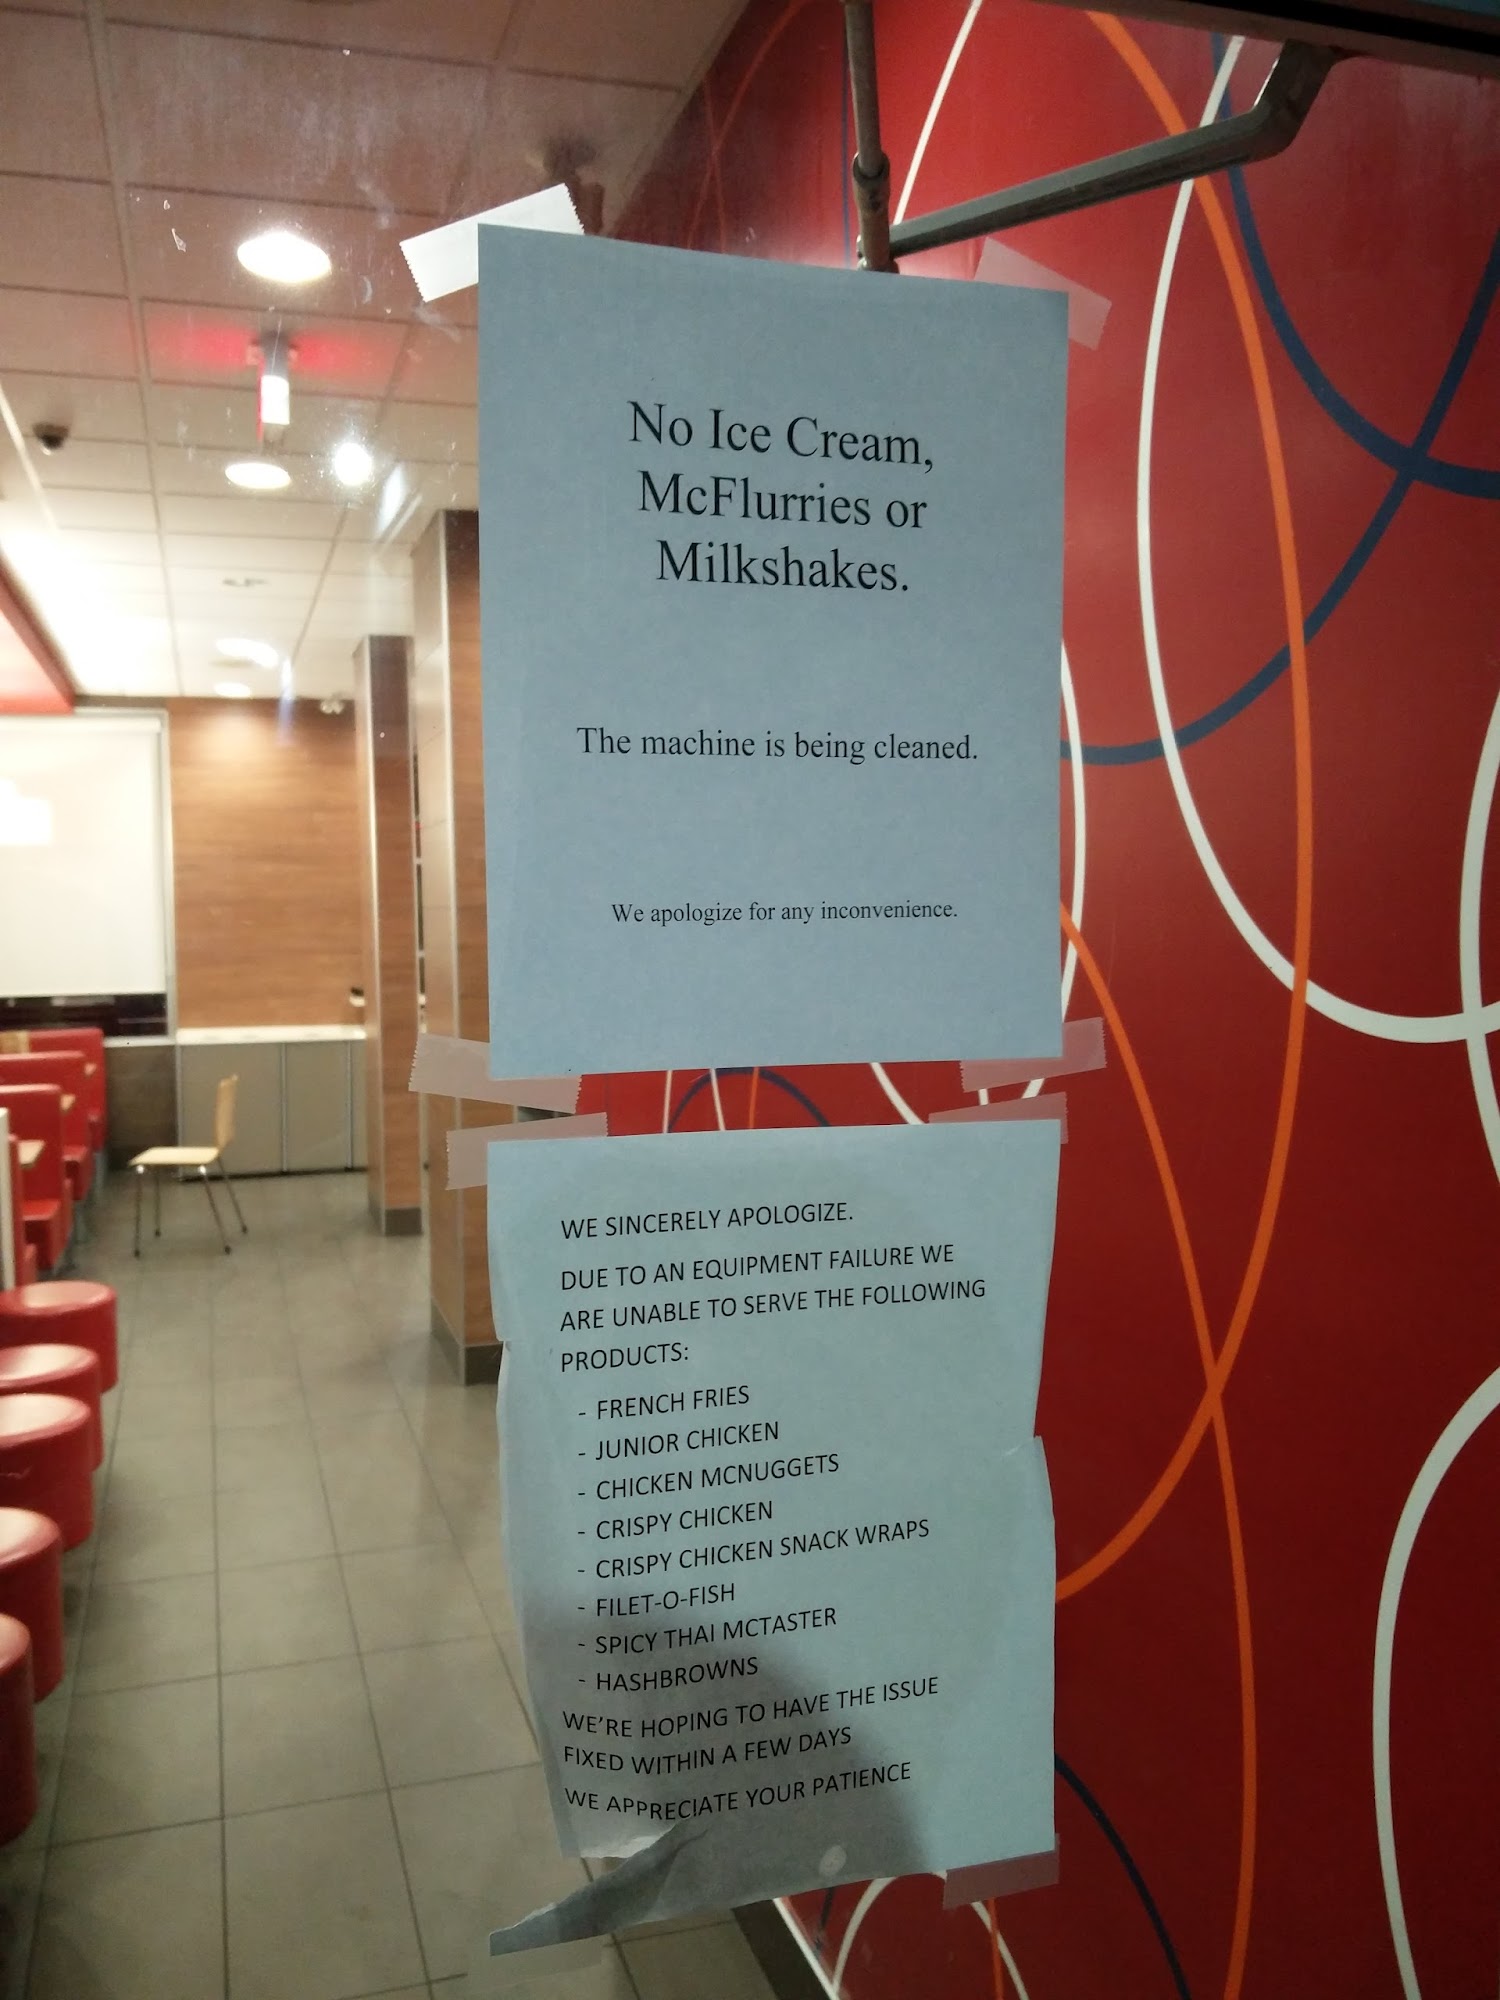 No Ice Cream,
McFlurries or
Milkshakes.
The machine is being cleaned.
We apologize for any inconvenience.
WE SINCERELY APOLOGIZE.
DUE TO AN EQUIPMENT FAILURE WE
ARE UNABLE TO SERVE THE FOLLOWING
PRODUCTS:
- FRENCH FRIES
- JUNIOR CHICKEN
- CHICKEN MCNUGGETS
- CRISPY CHICKEN
- CRISPY CHICKEN SNACK WRAPS
- FILET-O-FISH
- SPICY THAI MCTASTER
- HASHBROWNS
WE'RE HOPING TO HAVE THE ISSUE
FIXED WITHIN A FEW DAYS
WE APPRECIATE YOUR PATIENCE